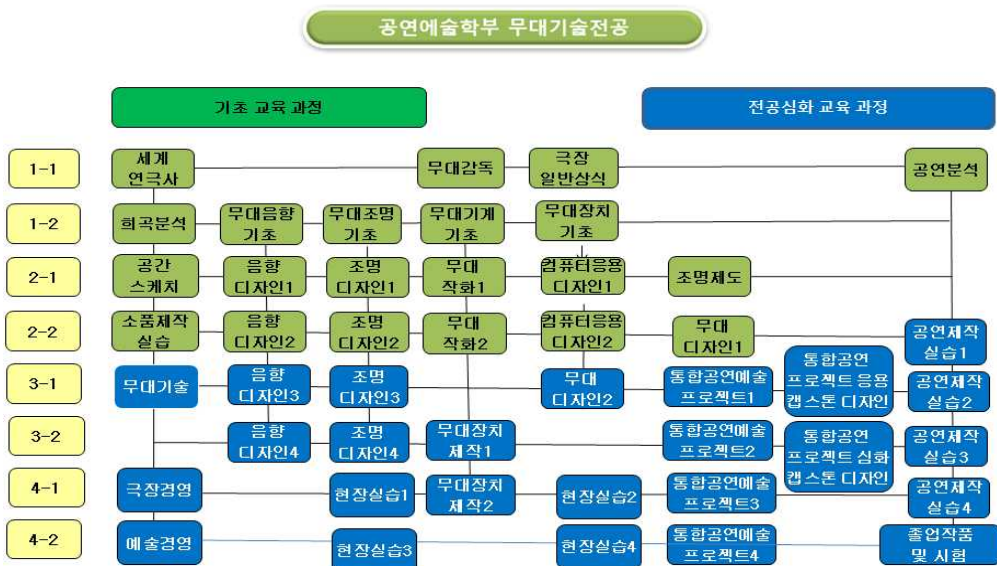 공연예술학부 무대기술전공
기초 교육 과정
전공심화 교육 과정
1-1
세계
연극사
무대감독
극장
일반상식
공연분석
1-2
희곡분석
무대음향
기초
무대조명
기초
무대기계
기초
무대장치
기초
2-1
공간
스케치
음향
디자인1
조명
디자인1
무대
작화1
컴퓨터응용
디자인1
조명제도
2-2
소품제작
실습
음향
디자인2
조명
디자인2
무대
작화2
컴퓨터응용
디자인2
무대
디자인1
공연제작
실습1
3-1
무대기술
음향
디자인3
조명
디자인3
무대
디자인2
통합공연예술
프로젝트1
통합공연
프로젝트 응용
캡스톤 디자인
공연제작
실습2
3-2
음향
디자인4
조명
디자인4
무대장치
제작1
통합공연예술
프로젝트2
통합공연
프로젝트 심화
캡스톤 디자인
공연제작
실습3
4-1
극장경영
현장실습1
무대장치
제작2
현장실습2
통합공연예술
프로젝트3
공연제작
실습4
4-2
예술경영
현장실습3
현장실습4
통합공연예술
프로젝트4
졸업작품
및 시험